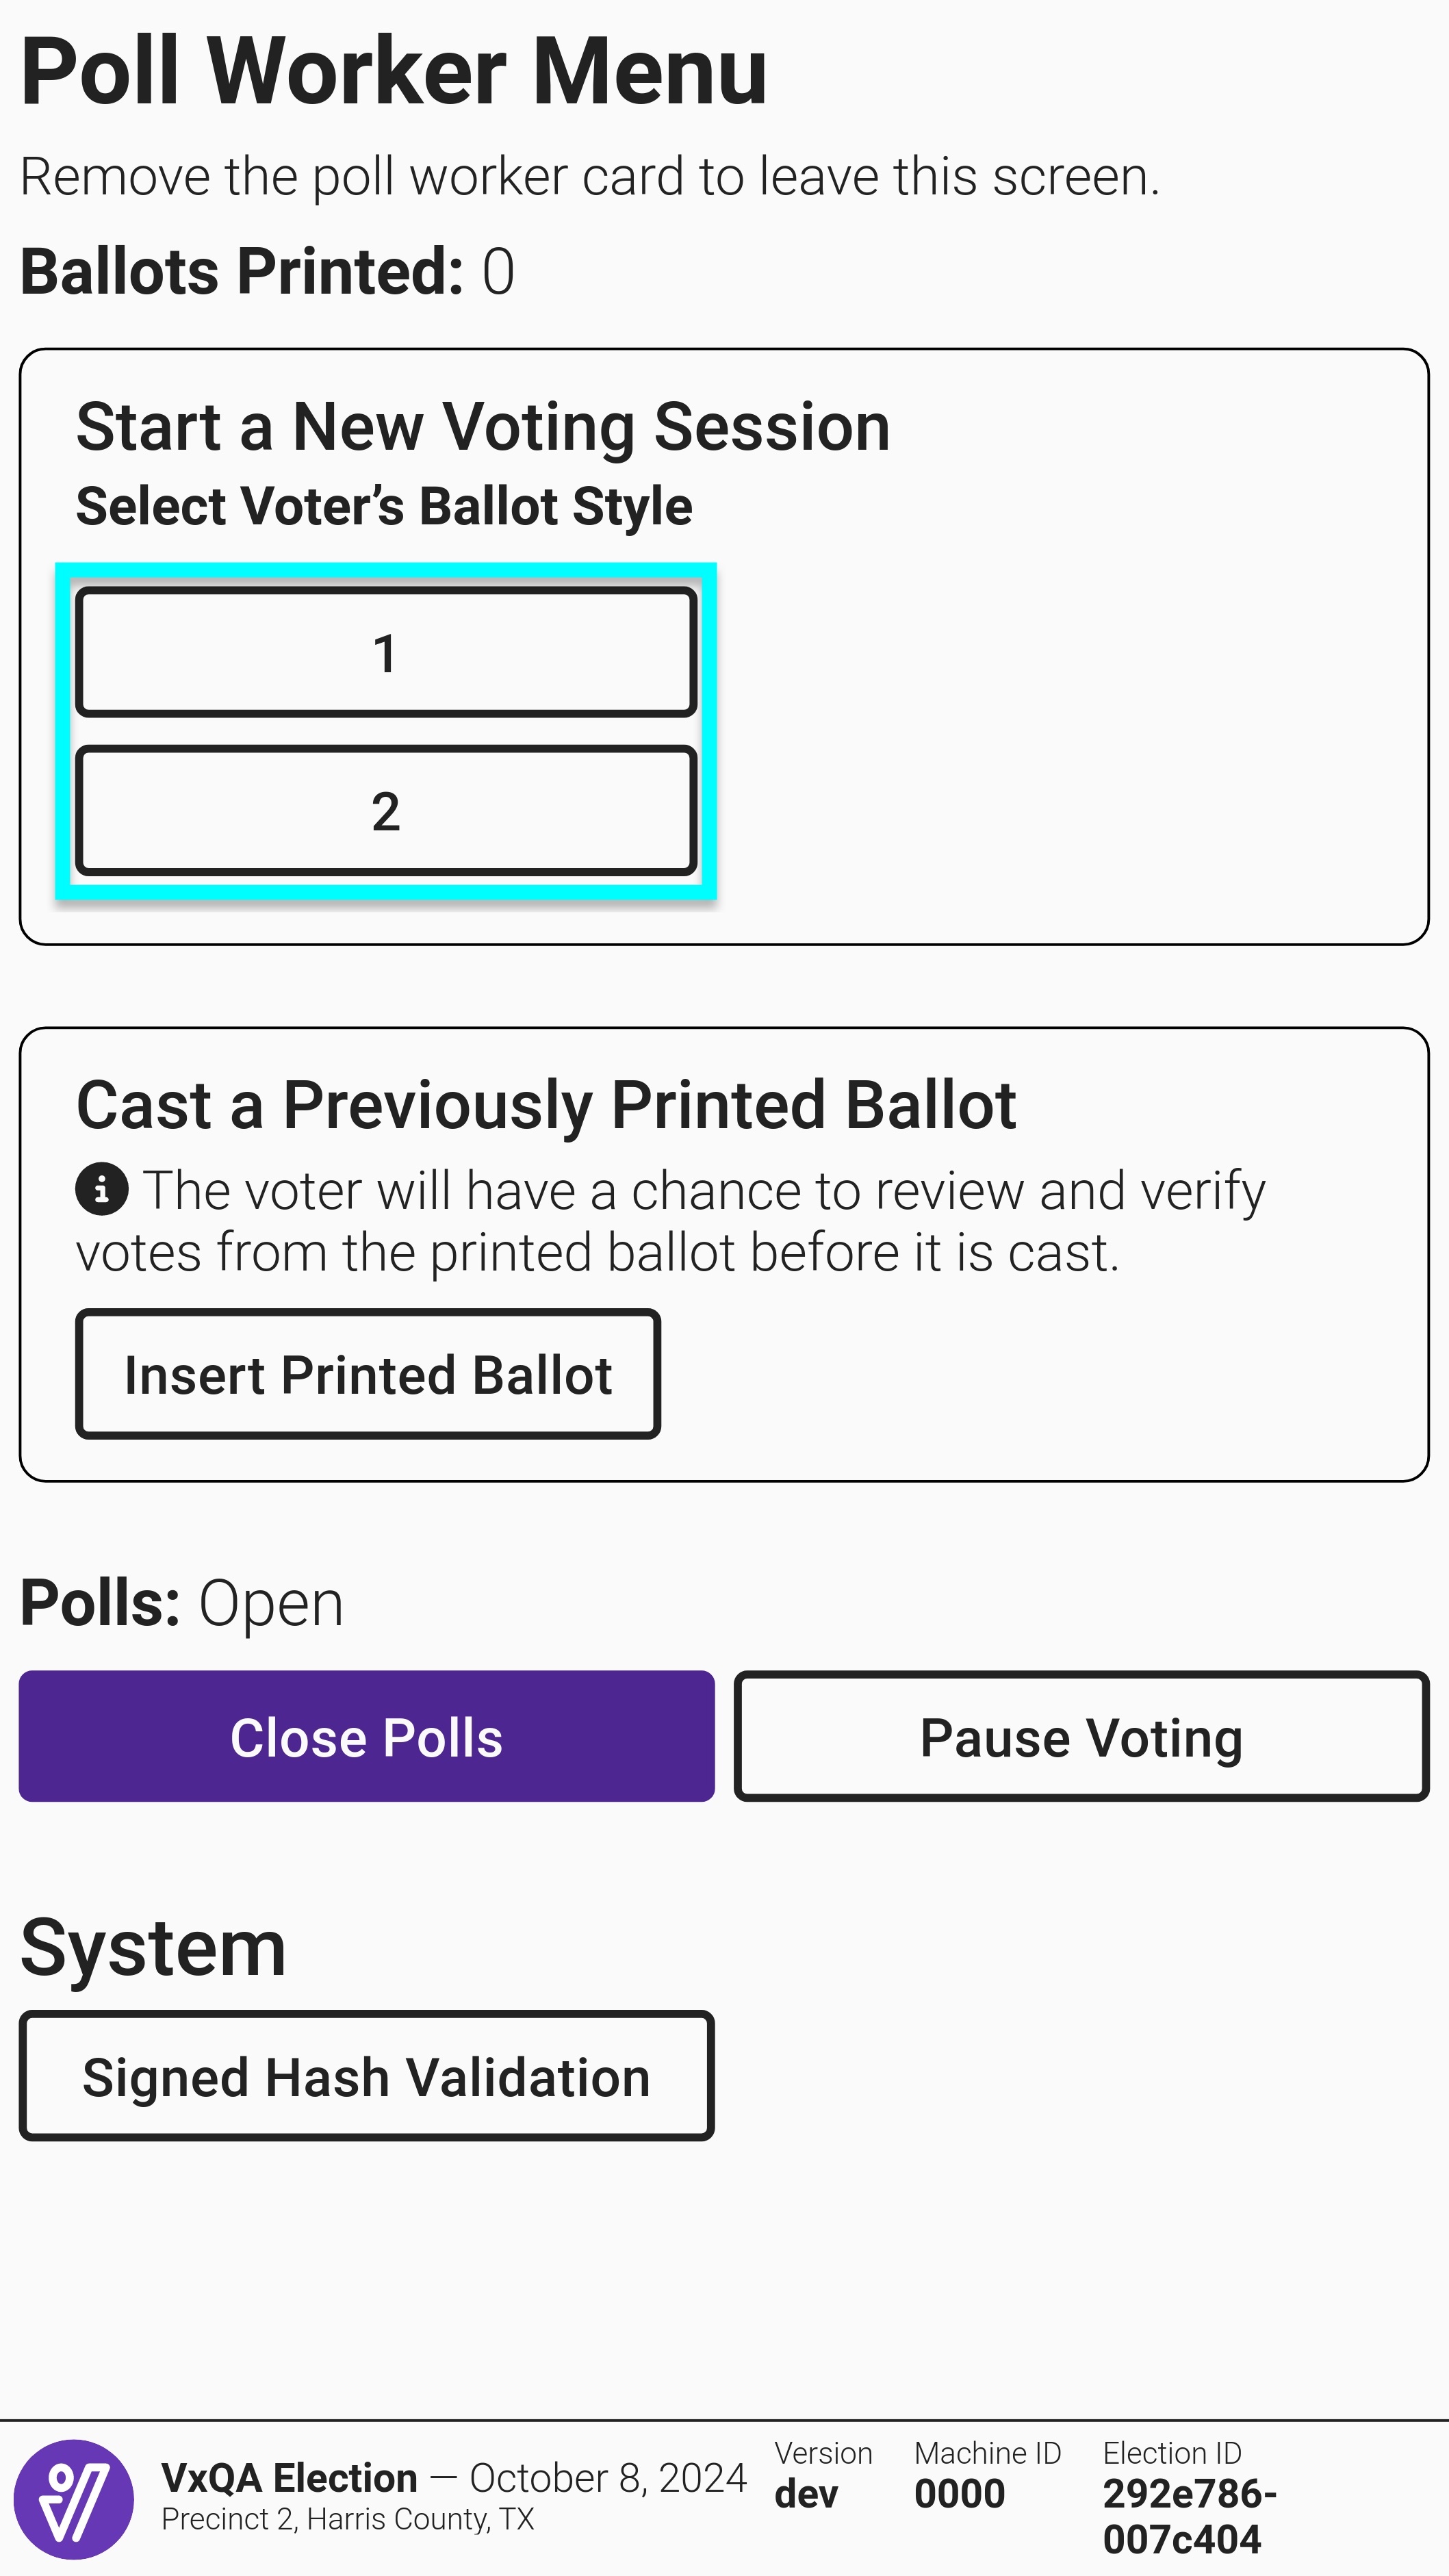 Poll Worker Menu
Remove the poll worker card to leave this screen.
Ballots Printed: 0
Start a New Voting Session
Select Voter’s Ballot Style
1
2
Cast a Previously Printed Ballot
The voter will have a chance to review and verify
votes from the printed ballot before it is cast.
Insert Printed Ballot
Polls: Open
Close Polls
Pause Voting
System
Signed Hash Validation
VxQA Election — October 8, 2024
Precinct 2, Harris County, TX
Version
dev
Machine ID
0000
Election ID
292e786-
007c404